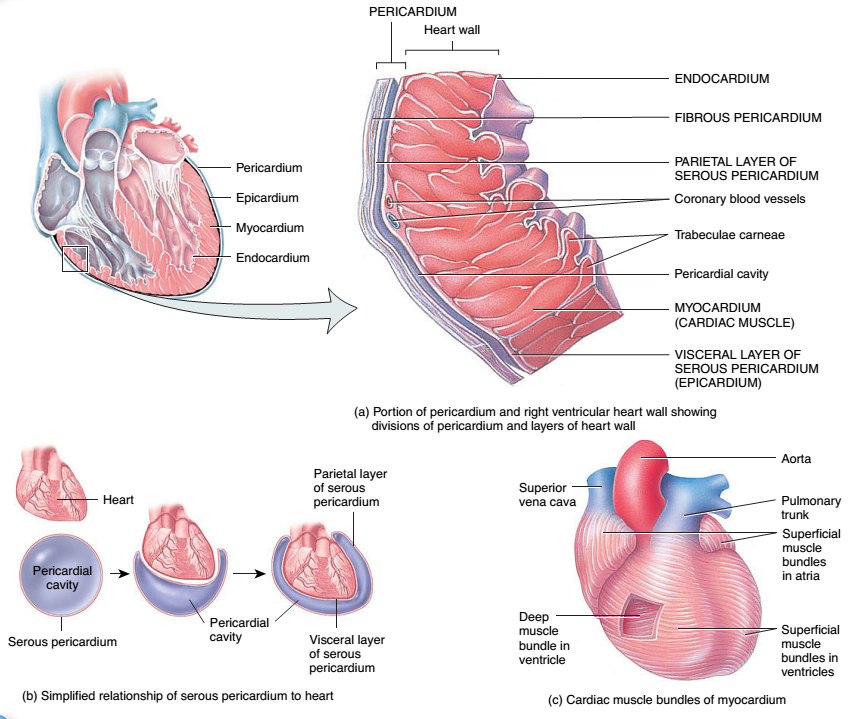 PERICARDIUM
Heart wall
ENDOCARDIUM
FIBROUS PERICARDIUM
PARIETAL LAYER OF
SEROUS PERICARDIUM
Coronary blood vessels
Trabeculae carneae
Pericardial cavity
MYOCARDIUM
(CARDIAC MUSCLE)
VISCERAL LAYER OF
SEROUS PERICARDIUM
(EPICARDIUM)
Pericardium
Epicardium
Myocardium
Endocardium
(a) Portion of pericardium and right ventricular heart wall showing
divisions of pericardium and layers of heart wall
Heart
Pericardial
cavity
Serous pericardium
Pericardial
cavity
Parietal layer
of serous
pericardium
Visceral layer
of serous
pericardium
(b) Simplified relationship of serous pericardium to heart
Superior
vena cava
Aorta
Pulmonary
trunk
Superficial
muscle
bundles
in atria
Deep
muscle
bundle in
ventricle
Superficial
muscle
bundles in
ventricles
(c) Cardiac muscle bundles of myocardium